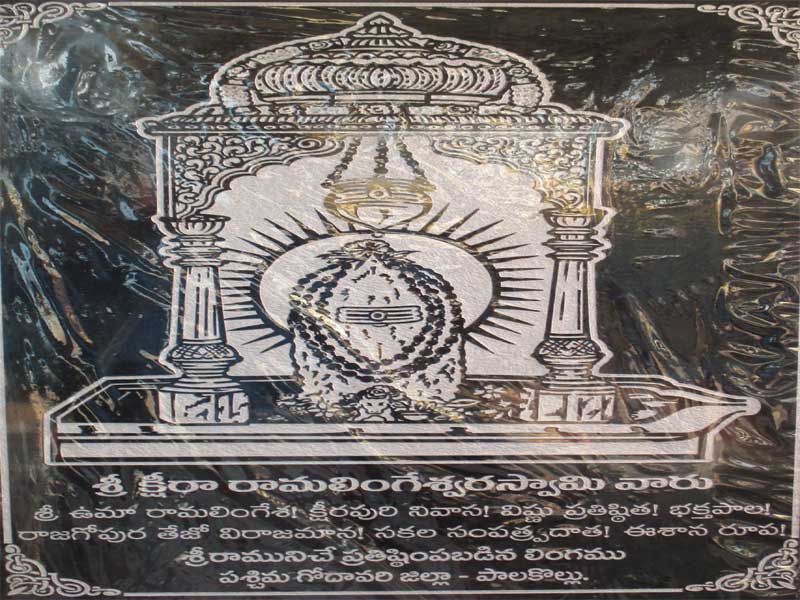 శ్రీ క్షీరా రామలింగేశ్వరస్వామి వారు
శ్రీ ఉమా రామలింగేశ! క్షీరపురి నివాస! విష్ణు ప్రతిష్ఠిత! భక్తపాల!
రాజగోపుర తేజో విరాజమాన! సకల సంపత్ప్రదాత! ఈశాన రూప!
శ్రీరామునిచే ప్రతిష్ఠింపబడిన లింగము
పశ్చిమ గోదావరి జిల్లా - పాలకొల్లు.